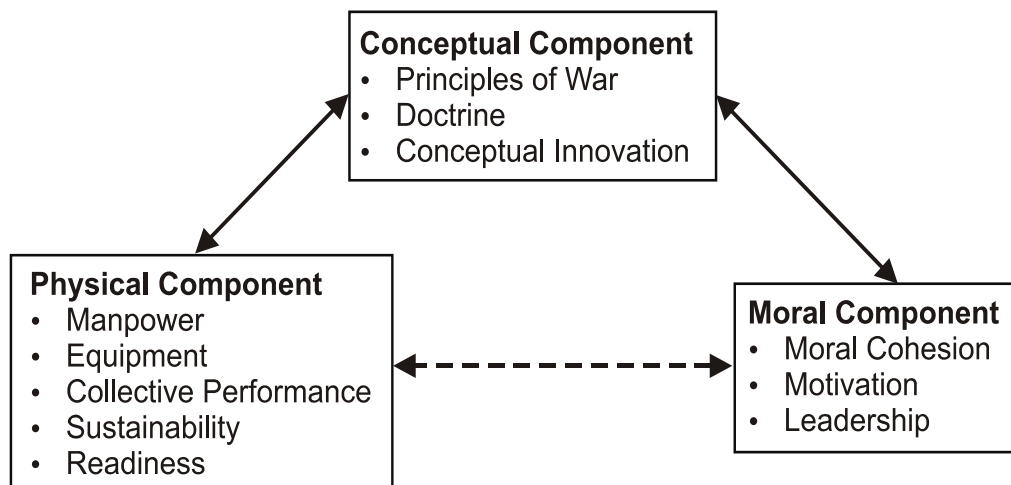 Conceptual Component
• Principles of War
• Doctrine
• Conceptual Innovation
Physical Component
• Manpower
• Equipment
• Collective Performance
• Sustainability
• Readiness
Moral Component
• Moral Cohesion
• Motivation
• Leadership